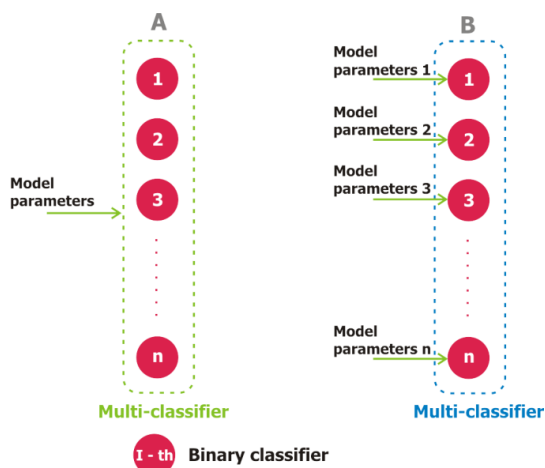 A
1
2
3
n
Model
parameters
Multi-classifier
B
Model
parameters 1
1
Model
parameters 2
2
Model
parameters 3
3
Model
parameters n
n
Multi-classifier
I - th
Binary classifier